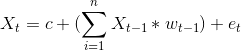 $X_t = c + (\sum_{i=1}^{n} X_{t-1} * w_{t-1}) + e_t$